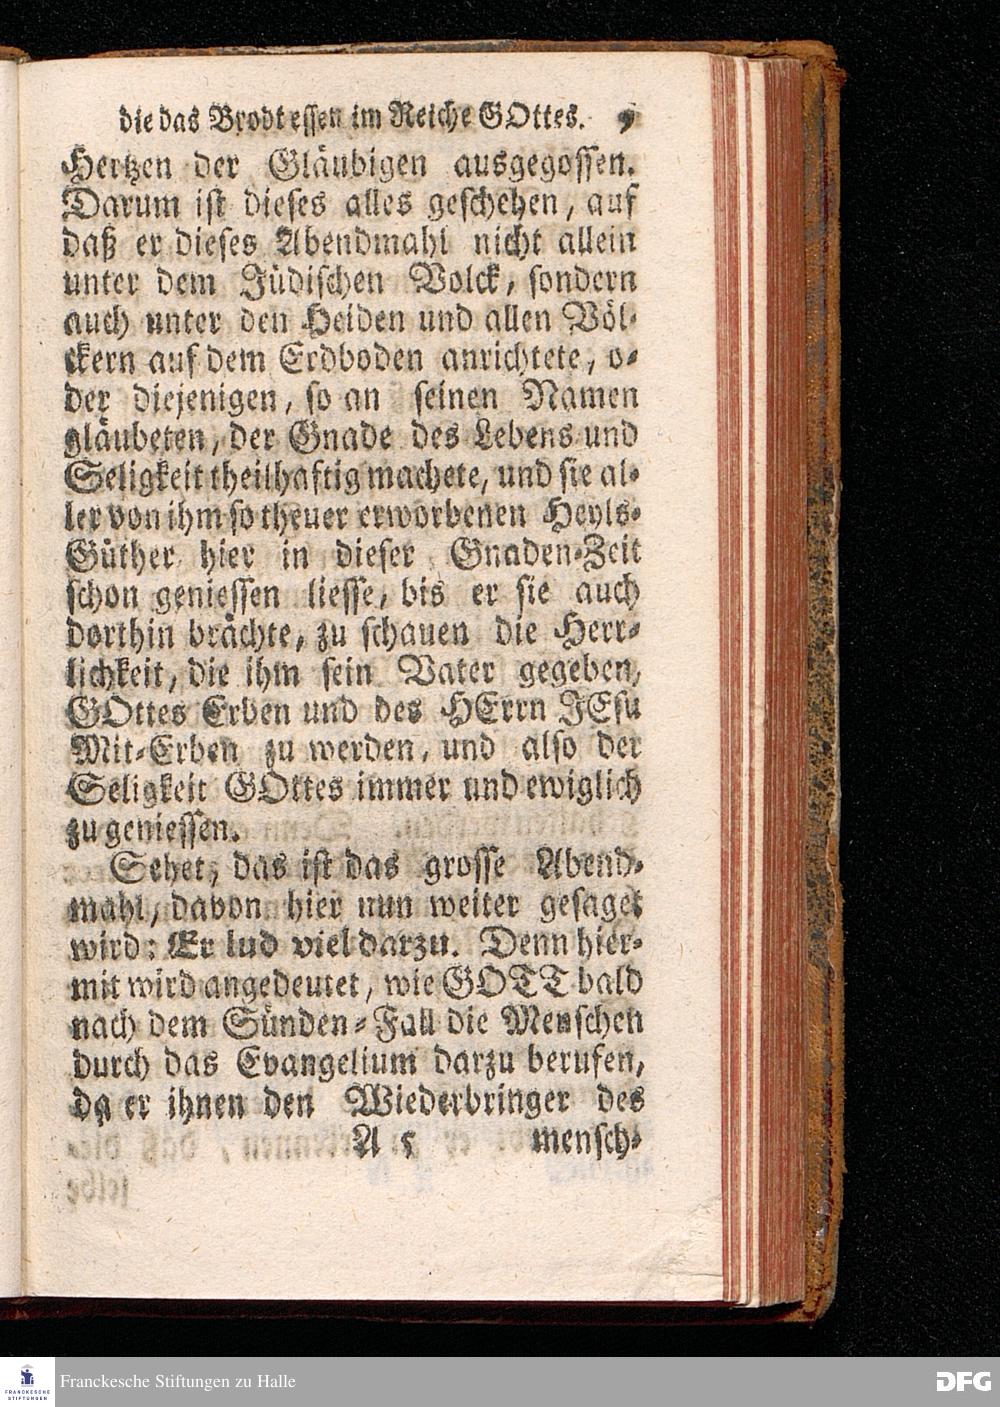 die das Brodt essen im Reiche GOttes. 9
Hertzen der Gläubigen ausgegossen.
Darum ist dieses alles geschehen, auf
daß er dieses Abendmahl nicht allein
unter dem Jüdischen Volck, sondern
auch unter den Heiden und allen Völ-
ckern auf dem Erdboden anrichtete, o-
der diejenigen, so an seinen Namen
gläubeten, der Gnade des Lebens und
Seligkeit theilhaftig machete, und sie al-
ler von ihm so theuer erworbenen Heyls-
Güther hier in dieser Gnaden-Zeit
schon geniessen liesse, bis er sie auch
dorthin brächte, zu schauen die Herr-
lichkeit, die ihm sein Vater gegeben,
GOttes Erben und des HErrn JEsu
Mit-Erben zu werden, und also der
Seligkeit GOttes immer und ewiglich
zu geniessen.
Sehet, das ist das grosse Abend-
mahl, davon hier nun weiter gesaget
wird: Er lud viel darzu. Denn hier-
mit wird angedeutet, wie GOTT bald
nach dem Sünden-Fall die Menschen
durch das Evangelium darzu berufen,
da er ihnen den Wiederbringer des
A 5 mensch-
FRANCKESCHE STIFTUNGEN
Franckesche Stiftungen zu Halle
DFG